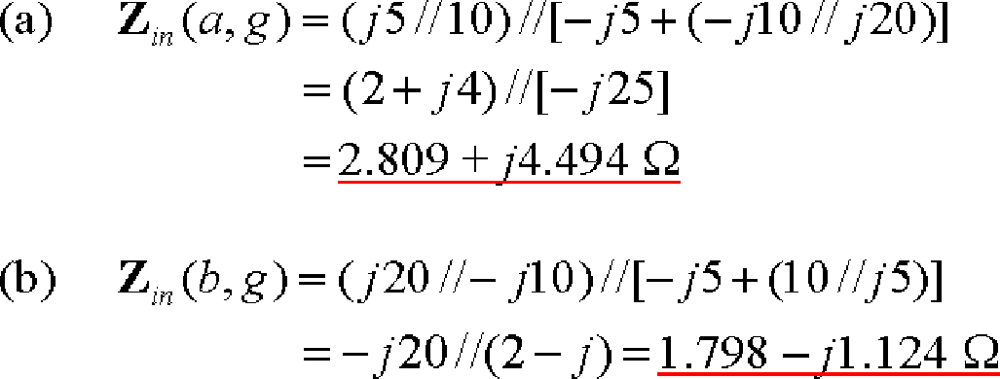 (a) Z_in (a, g) = (j5 // 10) // [−j5 + (−j10 // j20)]
= (2 + j4) // [−j25]
= 2.809 + j4.494 Ω
(b) Z_in (b, g) = (j20 // − j10) // [−j5 + (10 // j5)]
= −j20 // (2 − j) = 1.798 − j1.124 Ω